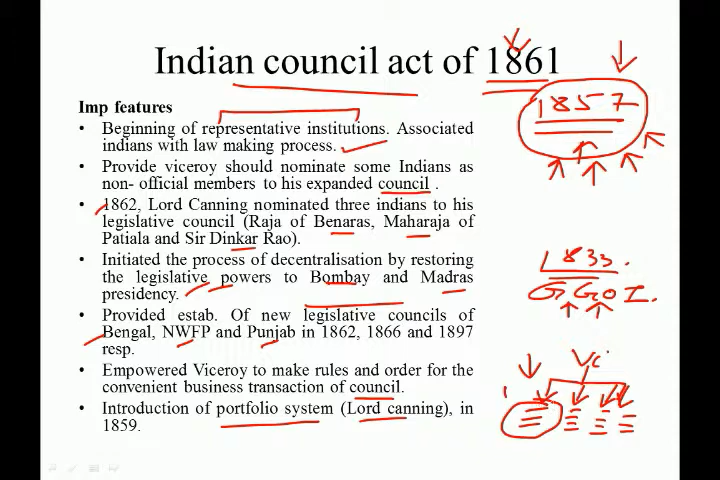 Indian council act of 1861
Imp features
• Beginning of representative institutions. Associated
indians with law making process.
• Provide viceroy should nominate some Indians as
non- official members to his expanded council .
• 1862, Lord Canning nominated three indians to his
legislative council (Raja of Benaras, Maharaja of
Patiala and Sir Dinkar Rao).
• Initiated the process of decentralisation by restoring
the legislative powers to Bombay and Madras
presidency.
• Provided estab. Of new legislative councils of
Bengal, NWFP and Punjab in 1862, 1866 and 1897
resp.
• Empowered Viceroy to make rules and order for the
convenient business transaction of council.
• Introduction of portfolio system (Lord canning), in
1859.
1857
1833.
G.GOI.